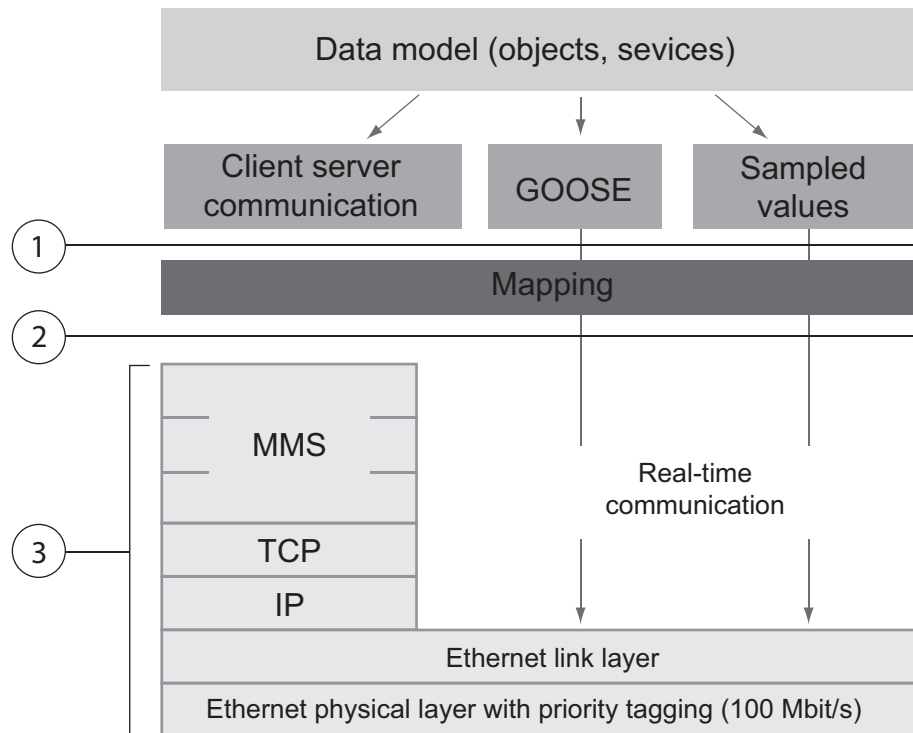 Data model (objects, sevices)
Client server
communication
GOOSE
Sampled
values
1
Mapping
2
MMS
Real-time
communication
3
TCP
IP
Ethernet link layer
Ethernet physical layer with priority tagging (100 Mbit/s)